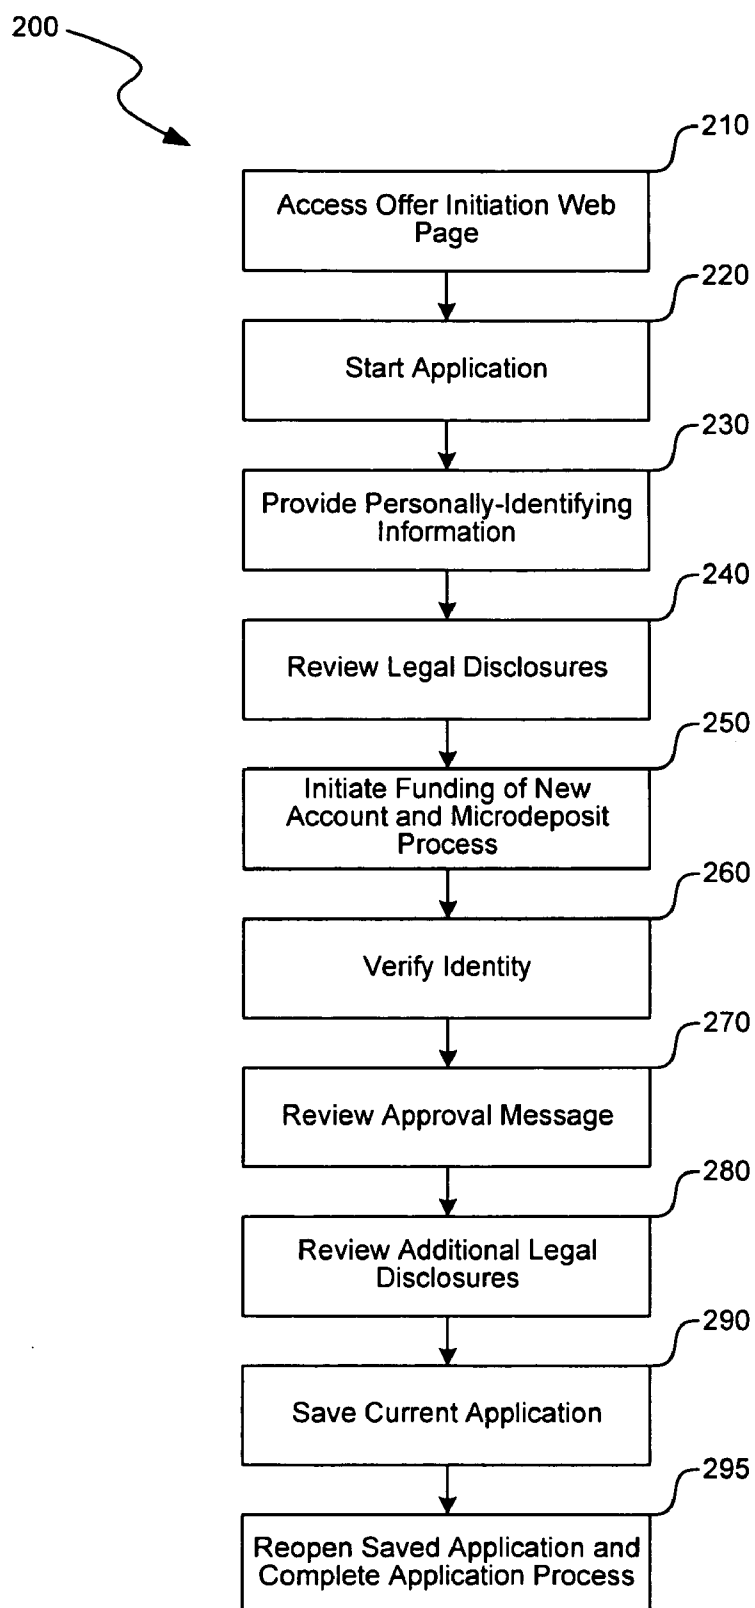 200
210
Access Offer Initiation Web
Page
220
Start Application
230
Provide Personally-Identifying
Information
240
Review Legal Disclosures
250
Initiate Funding of New
Account and Microdeposit
Process
260
Verify Identity
270
Review Approval Message
280
Review Additional Legal
Disclosures
290
Save Current Application
295
Reopen Saved Application and
Complete Application Process